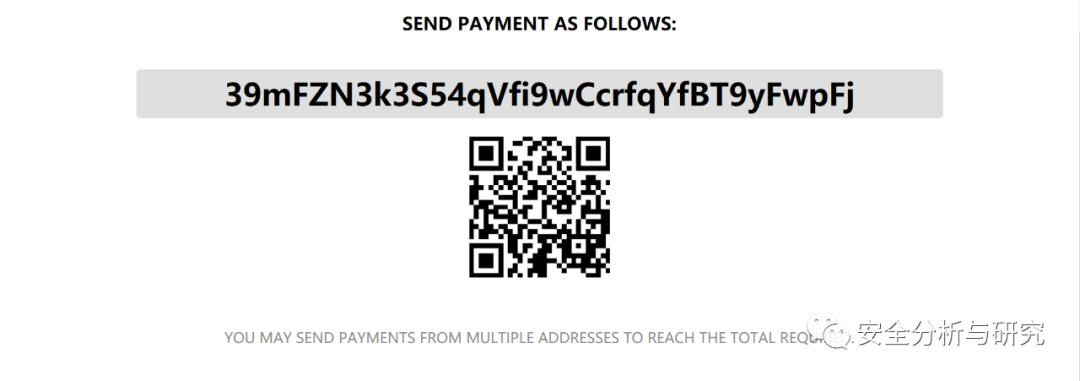 SEND PAYMENT AS FOLLOWS:
39mFZN3k3S54qVfi9wCcrfqYfBT9yFwpFj
YOU MAY SEND PAYMENTS FROM MULTIPLE ADDRESSES TO REACH THE TOTAL
安全分析与研究